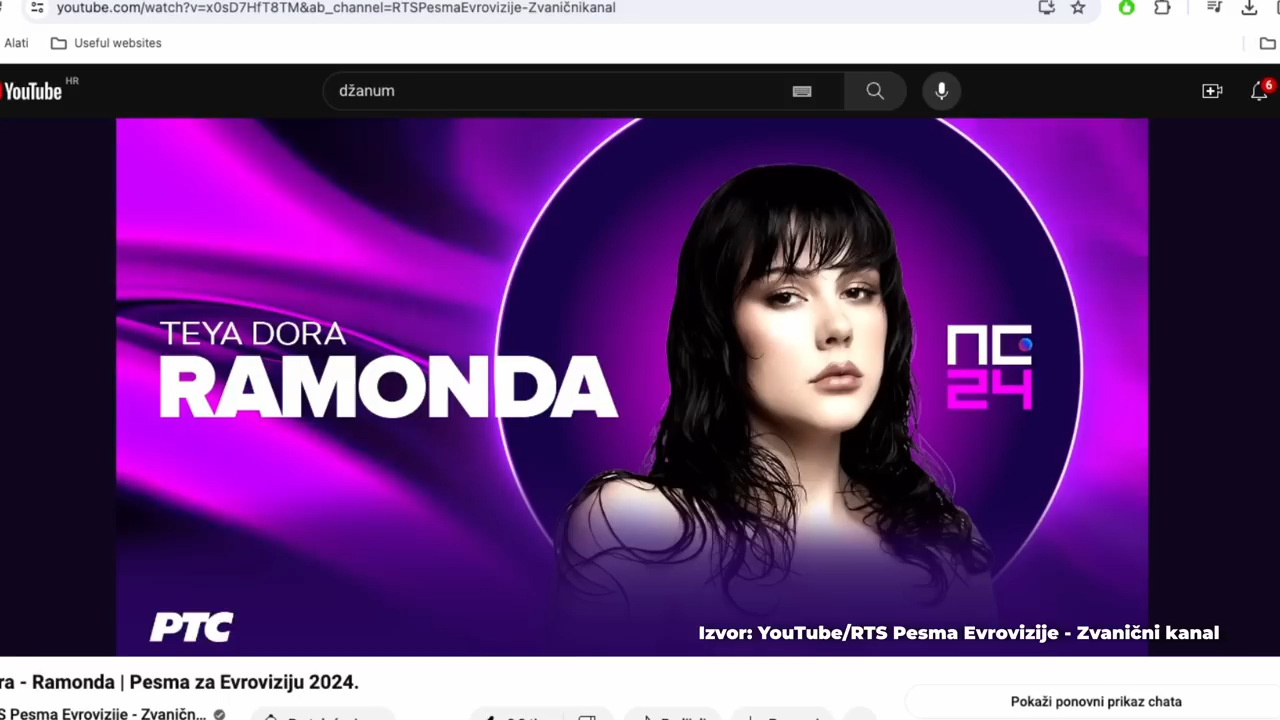 youtube.com/watch?v=x0sD7HfT8TM&ab_channel=RTSPesmaEvrovizije-Zvaničnikanal
Alati
Useful websites
YouTube HR
džanum
6
TEYA DORA
RAMONDA
ПС
24
РТС
Izvor: YouTube/RTS Pesma Evrovizije - Zvanični kanal
ra - Ramonda | Pesma za Evroviziju 2024.
S Pesma Evrovizije - Zvaničn...
Pokaži ponovni prikaz chata